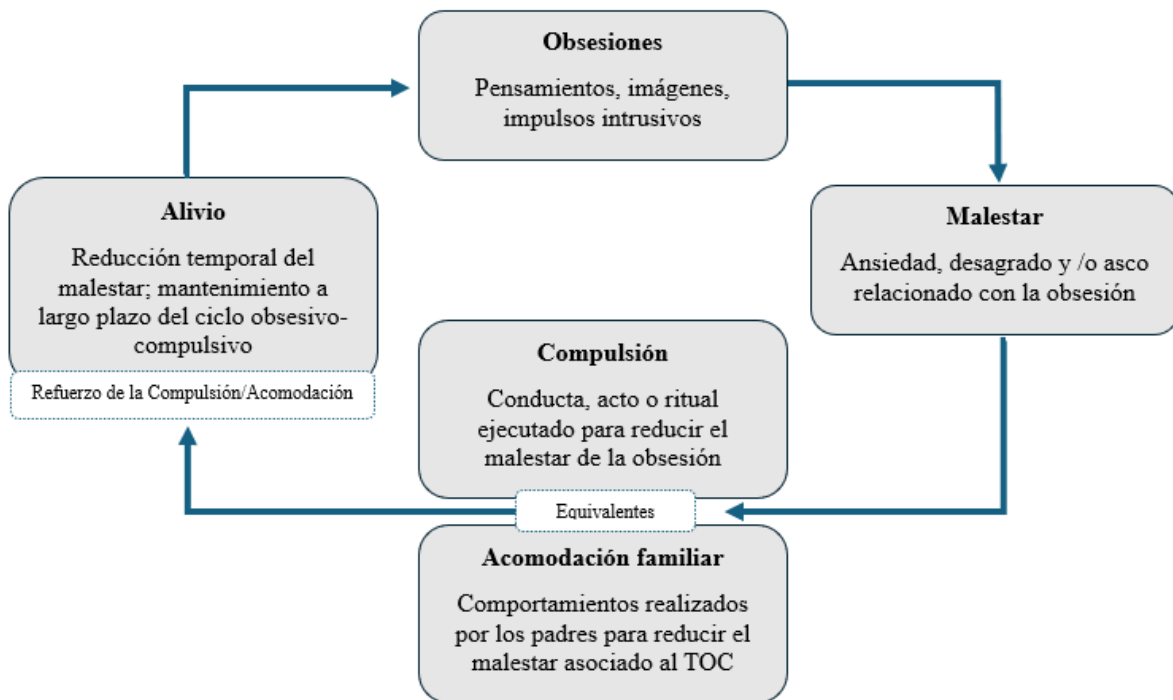 Obsesiones
Pensamientos, imágenes,
impulsos intrusivos
Malestar
Ansiedad, desagrado y /o asco
relacionado con la obsesión
Compulsión
Conducta, acto o ritual
ejecutado para reducir el
malestar de la obsesión
Equivalentes
Acomodación familiar
Comportamientos realizados
por los padres para reducir el
malestar asociado al TOC
Alivio
Reducción temporal del
malestar; mantenimiento a
largo plazo del ciclo obsesivo-
compulsivo
Refuerzo de la Compulsión/Acomodación